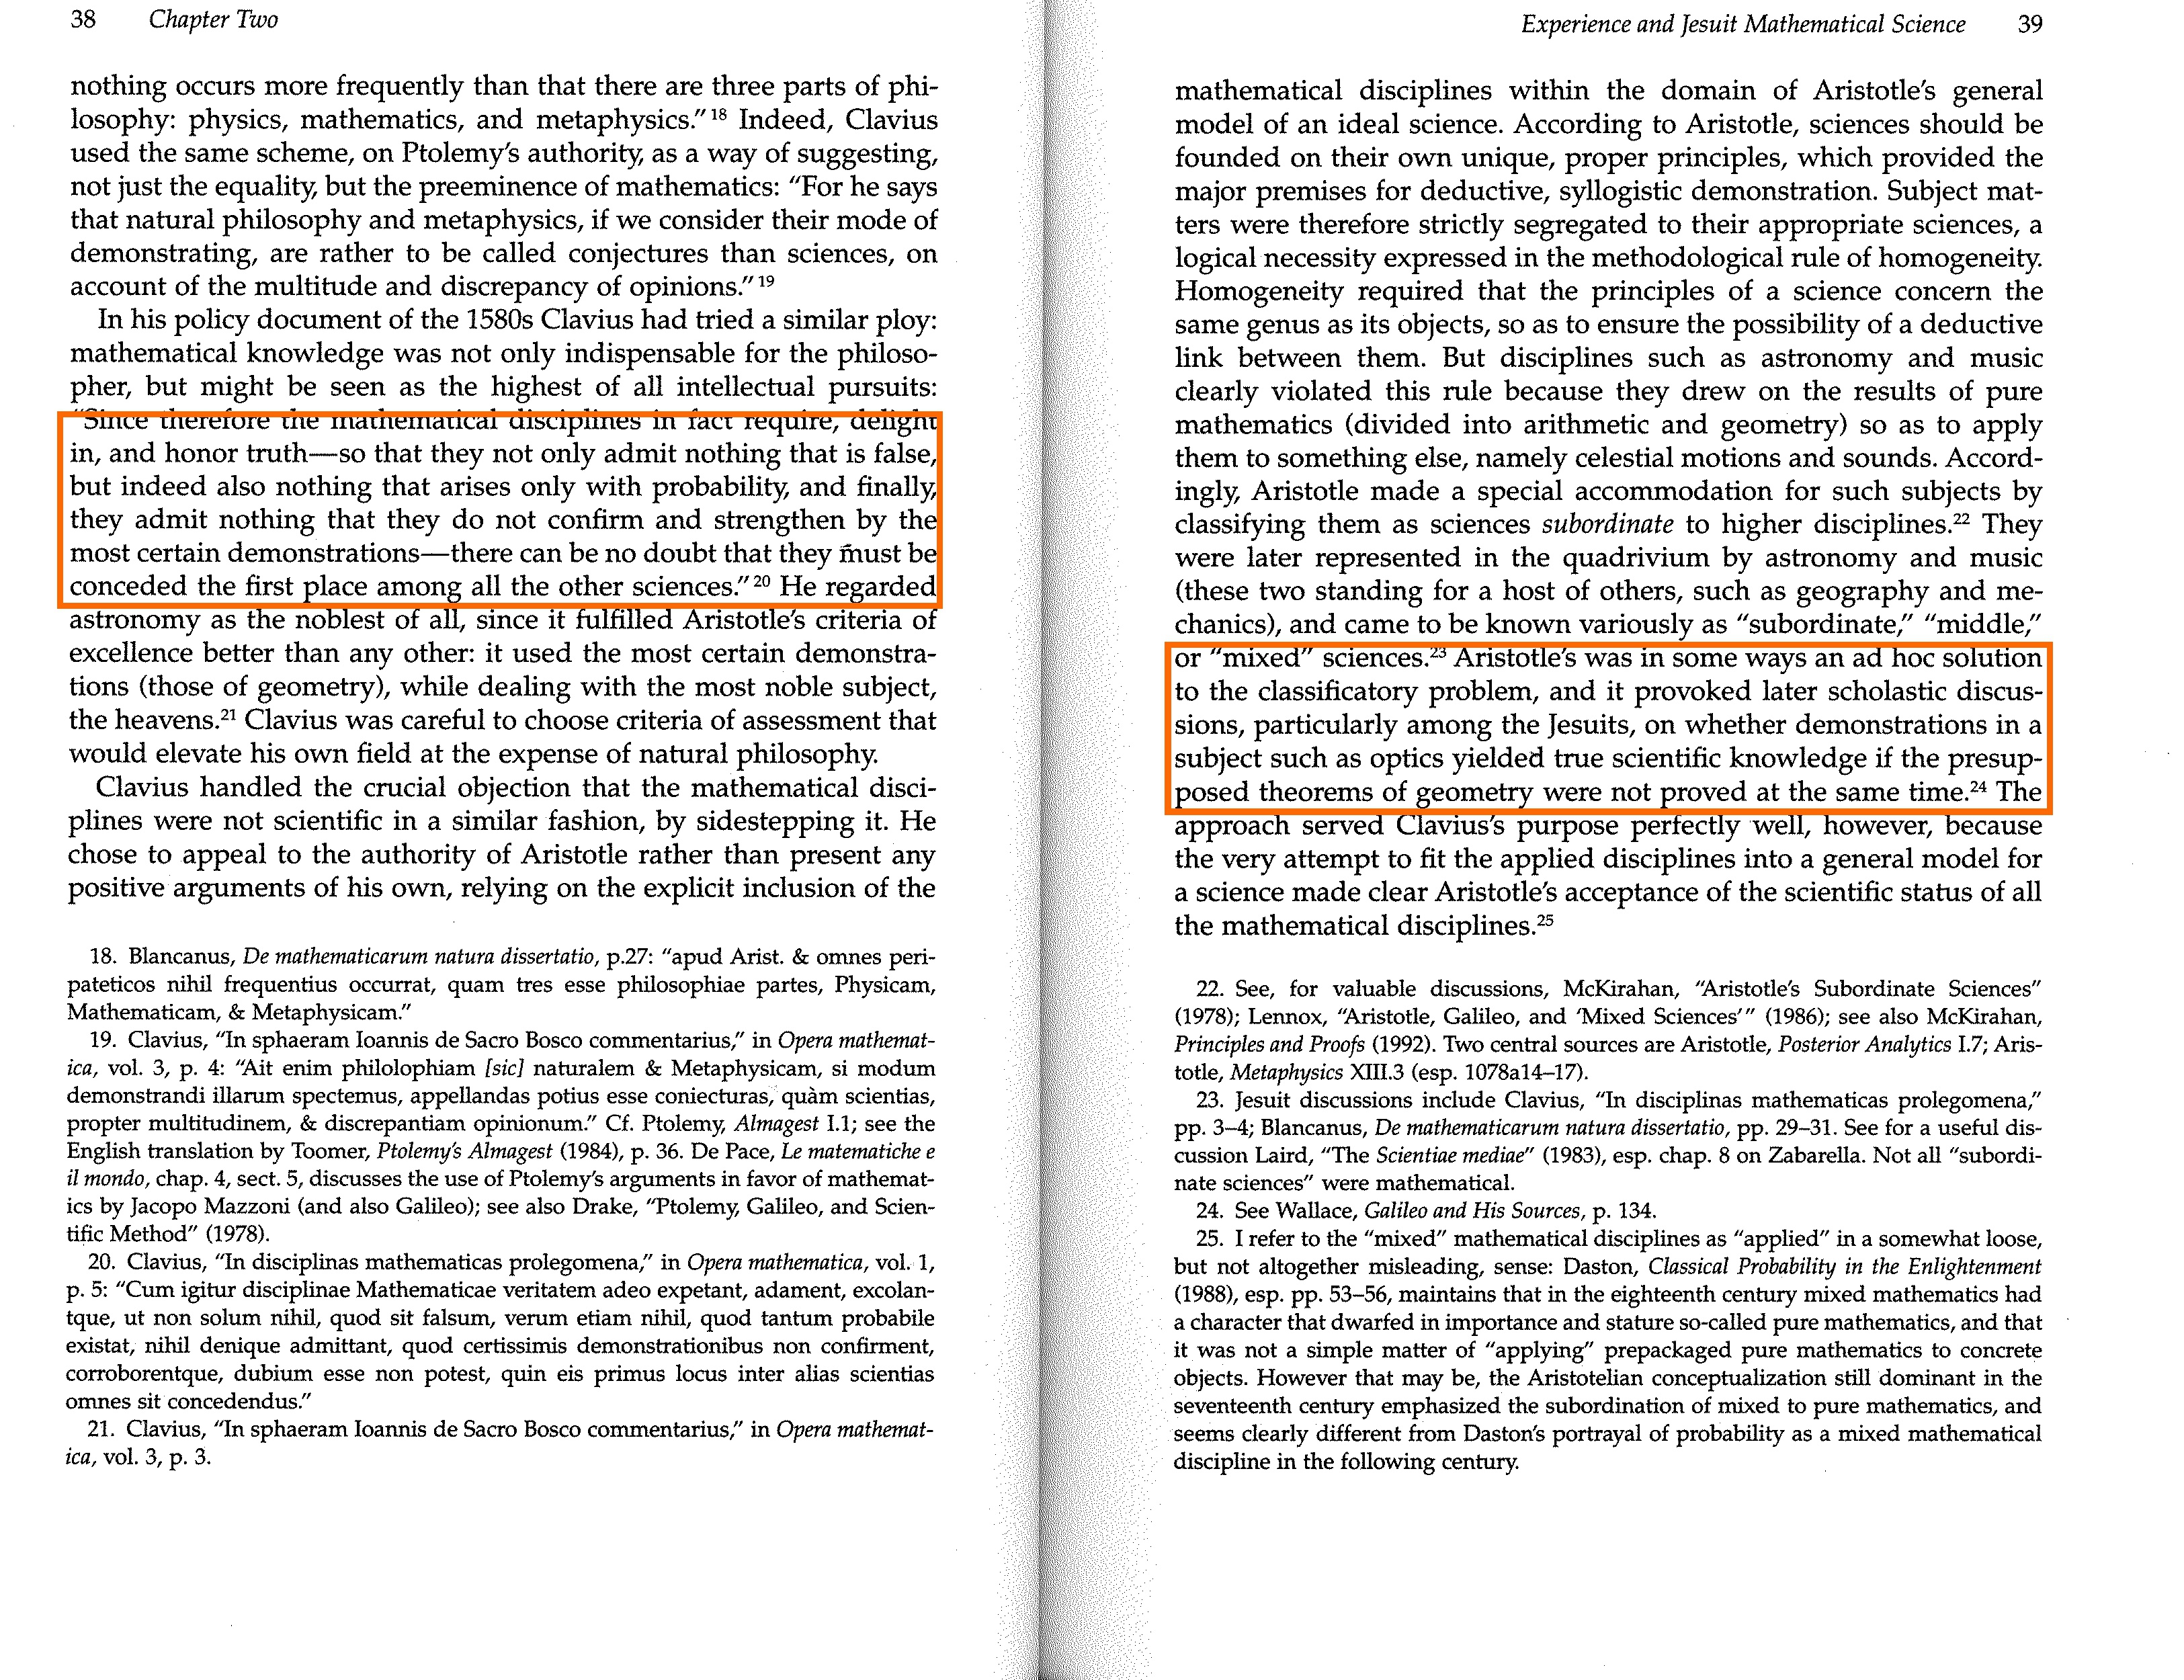 38 Chapter Two
nothing occurs more frequently than that there are three parts of phi-
losophy: physics, mathematics, and metaphysics." 18 Indeed, Clavius
used the same scheme, on Ptolemy's authority, as a way of suggesting,
not just the equality, but the preeminence of mathematics: "For he says
that natural philosophy and metaphysics, if we consider their mode of
demonstrating, are rather to be called conjectures than sciences, on
account of the multitude and discrepancy of opinions." 19
In his policy document of the 1580s Clavius had tried a similar ploy:
mathematical knowledge was not only indispensable for the philoso-
pher, but might be seen as the highest of all intellectual pursuits:
"Since therefore the mathematical disciplines in fact require, delight
in, and honor truth—so that they not only admit nothing that is false,
but indeed also nothing that arises only with probability, and finally,
they admit nothing that they do not confirm and strengthen by the
most certain demonstrations—there can be no doubt that they must be
conceded the first place among all the other sciences." 20 He regarded
astronomy as the noblest of all, since it fulfilled Aristotle's criteria of
excellence better than any other: it used the most certain demonstra-
tions (those of geometry), while dealing with the most noble subject,
the heavens.21 Clavius was careful to choose criteria of assessment that
would elevate his own field at the expense of natural philosophy.
Clavius handled the crucial objection that the mathematical disci-
plines were not scientific in a similar fashion, by sidestepping it. He
chose to appeal to the authority of Aristotle rather than present any
positive arguments of his own, relying on the explicit inclusion of the
18. Blancanus, De mathematicarum natura dissertatio, p.27: "apud Arist. & omnes peri-
pateticos nihil frequentius occurrat, quam tres esse philosophiae partes, Physicam,
Mathematicam, & Metaphysicam."
19. Clavius, "In sphaeram Ioannis de Sacro Bosco commentarius," in Opera mathemat-
ica, vol. 3, p. 4: "Ait enim philolophiam [sic] naturalem & Metaphysicam, si modum
demonstrandi illarum spectemus, appellandas potius esse coniecturas, quàm scientias,
propter multitudinem, & discrepantiam opinionum." Cf. Ptolemy, Almagest I.1; see the
English translation by Toomer, Ptolemy's Almagest (1984), p. 36. De Pace, Le matematiche e
il mondo, chap. 4, sect. 5, discusses the use of Ptolemy's arguments in favor of mathemat-
ics by Jacopo Mazzoni (and also Galileo); see also Drake, "Ptolemy, Galileo, and Scien-
tific Method" (1978).
20. Clavius, "In disciplinas mathematicas prolegomena," in Opera mathematica, vol. 1,
p. 5: "Cum igitur disciplinae Mathematicae veritatem adeo expetant, adament, excolan-
tque, ut non solum nihil, quod sit falsum, verum etiam nihil, quod tantum probabile
existat, nihil denique admittant, quod certissimis demonstrationibus non confirment,
corroborentque, dubium esse non potest, quin eis primus locus inter alias scientias
omnes sit concedendus."
21. Clavius, "In sphaeram Ioannis de Sacro Bosco commentarius," in Opera mathemat-
ica, vol. 3, p. 3.
Experience and Jesuit Mathematical Science 39
mathematical disciplines within the domain of Aristotle's general
model of an ideal science. According to Aristotle, sciences should be
founded on their own unique, proper principles, which provided the
major premises for deductive, syllogistic demonstration. Subject mat-
ters were therefore strictly segregated to their appropriate sciences, a
logical necessity expressed in the methodological rule of homogeneity.
Homogeneity required that the principles of a science concern the
same genus as its objects, so as to ensure the possibility of a deductive
link between them. But disciplines such as astronomy and music
clearly violated this rule because they drew on the results of pure
mathematics (divided into arithmetic and geometry) so as to apply
them to something else, namely celestial motions and sounds. Accord-
ingly, Aristotle made a special accommodation for such subjects by
classifying them as sciences subordinate to higher disciplines.22 They
were later represented in the quadrivium by astronomy and music
(these two standing for a host of others, such as geography and me-
chanics), and came to be known variously as "subordinate," "middle,"
or "mixed" sciences.23 Aristotle's was in some ways an ad hoc solution
to the classificatory problem, and it provoked later scholastic discus-
sions, particularly among the Jesuits, on whether demonstrations in a
subject such as optics yielded true scientific knowledge if the presup-
posed theorems of geometry were not proved at the same time.24 The
approach served Clavius's purpose perfectly well, however, because
the very attempt to fit the applied disciplines into a general model for
a science made clear Aristotle's acceptance of the scientific status of all
the mathematical disciplines.25
22. See, for valuable discussions, McKirahan, "Aristotle's Subordinate Sciences"
(1978); Lennox, "Aristotle, Galileo, and 'Mixed Sciences'" (1986); see also McKirahan,
Principles and Proofs (1992). Two central sources are Aristotle, Posterior Analytics I.7; Aris-
totle, Metaphysics XIII.3 (esp. 1078a14–17).
23. Jesuit discussions include Clavius, "In disciplinas mathematicas prolegomena,"
pp. 3–4; Blancanus, De mathematicarum natura dissertatio, pp. 29–31. See for a useful dis-
cussion Laird, "The Scientiae mediae" (1983), esp. chap. 8 on Zabarella. Not all "subordi-
nate sciences" were mathematical.
24. See Wallace, Galileo and His Sources, p. 134.
25. I refer to the "mixed" mathematical disciplines as "applied" in a somewhat loose,
but not altogether misleading, sense: Daston, Classical Probability in the Enlightenment
(1988), esp. pp. 53–56, maintains that in the eighteenth century mixed mathematics had
a character that dwarfed in importance and stature so-called pure mathematics, and that
it was not a simple matter of "applying" prepackaged pure mathematics to concrete
objects. However that may be, the Aristotelian conceptualization still dominant in the
seventeenth century emphasized the subordination of mixed to pure mathematics, and
seems clearly different from Daston's portrayal of probability as a mixed mathematical
discipline in the following century.